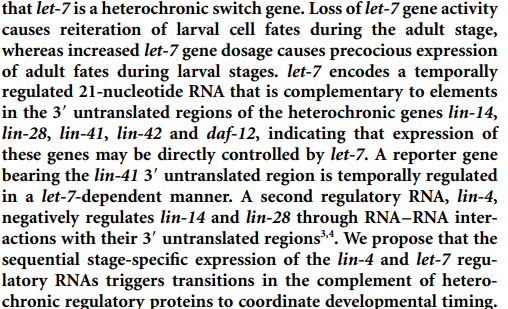 that let-7 is a heterochronic switch gene. Loss of let-7 gene activity
causes reiteration of larval cell fates during the adult stage,
whereas increased let-7 gene dosage causes precocious expression
of adult fates during larval stages. let-7 encodes a temporally
regulated 21-nucleotide RNA that is complementary to elements
in the 3′ untranslated regions of the heterochronic genes lin-14,
lin-28, lin-41, lin-42 and daf-12, indicating that expression of
these genes may be directly controlled by let-7. A reporter gene
bearing the lin-41 3′ untranslated region is temporally regulated
in a let-7-dependent manner. A second regulatory RNA, lin-4,
negatively regulates lin-14 and lin-28 through RNA–RNA inter-
actions with their 3′ untranslated regions3,4. We propose that the
sequential stage-specific expression of the lin-4 and let-7 regu-
latory RNAs triggers transitions in the complement of hetero-
chronic regulatory proteins to coordinate developmental timing.